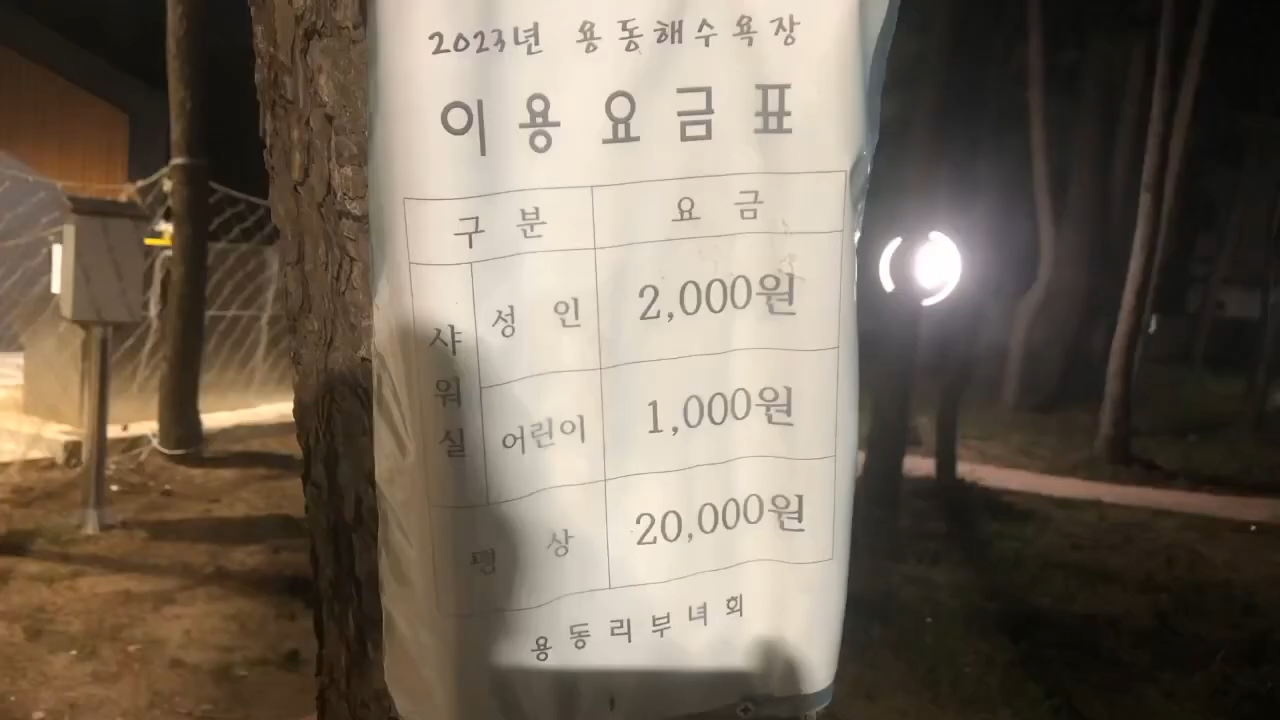 2023년 용동해수욕장
이용요금표
구분 요금
샤워실 성인 2,000원
어린이 1,000원
평상 20,000원
용동리부녀회